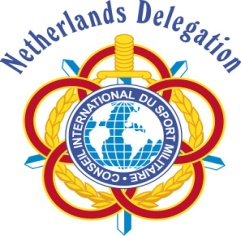 Netherlands Delegation
CONSEIL INTERNATIONAL DU SPORT MILITAIRE •